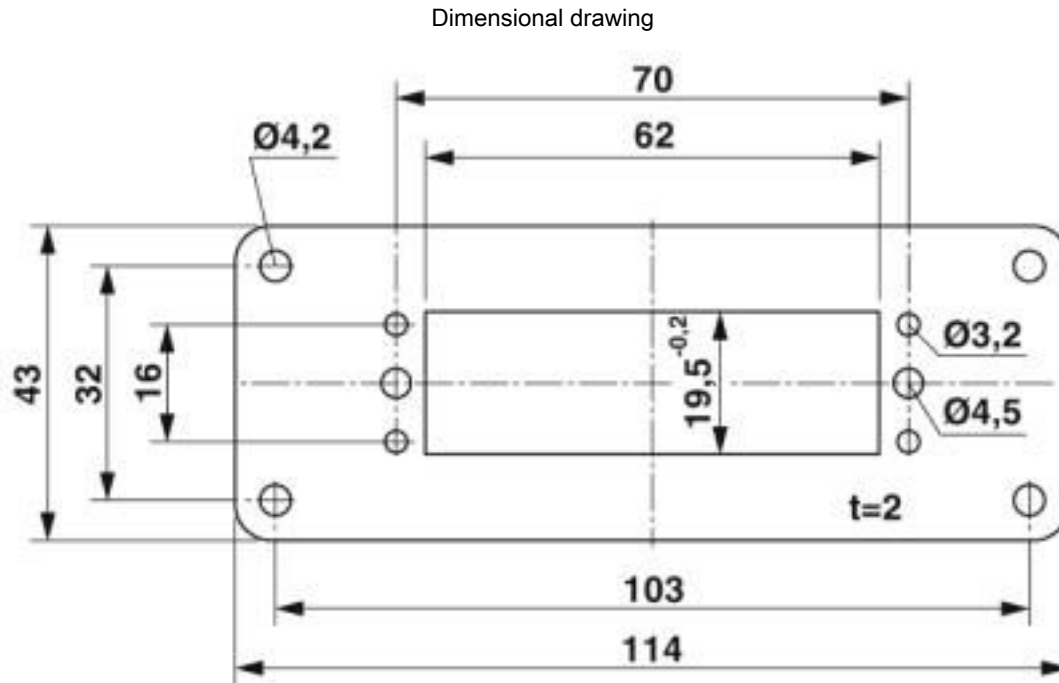 Dimensional drawing
70
62
Ø4,2
43
32
16
19,5-0,2
Ø3,2
Ø4,5
t=2
103
114